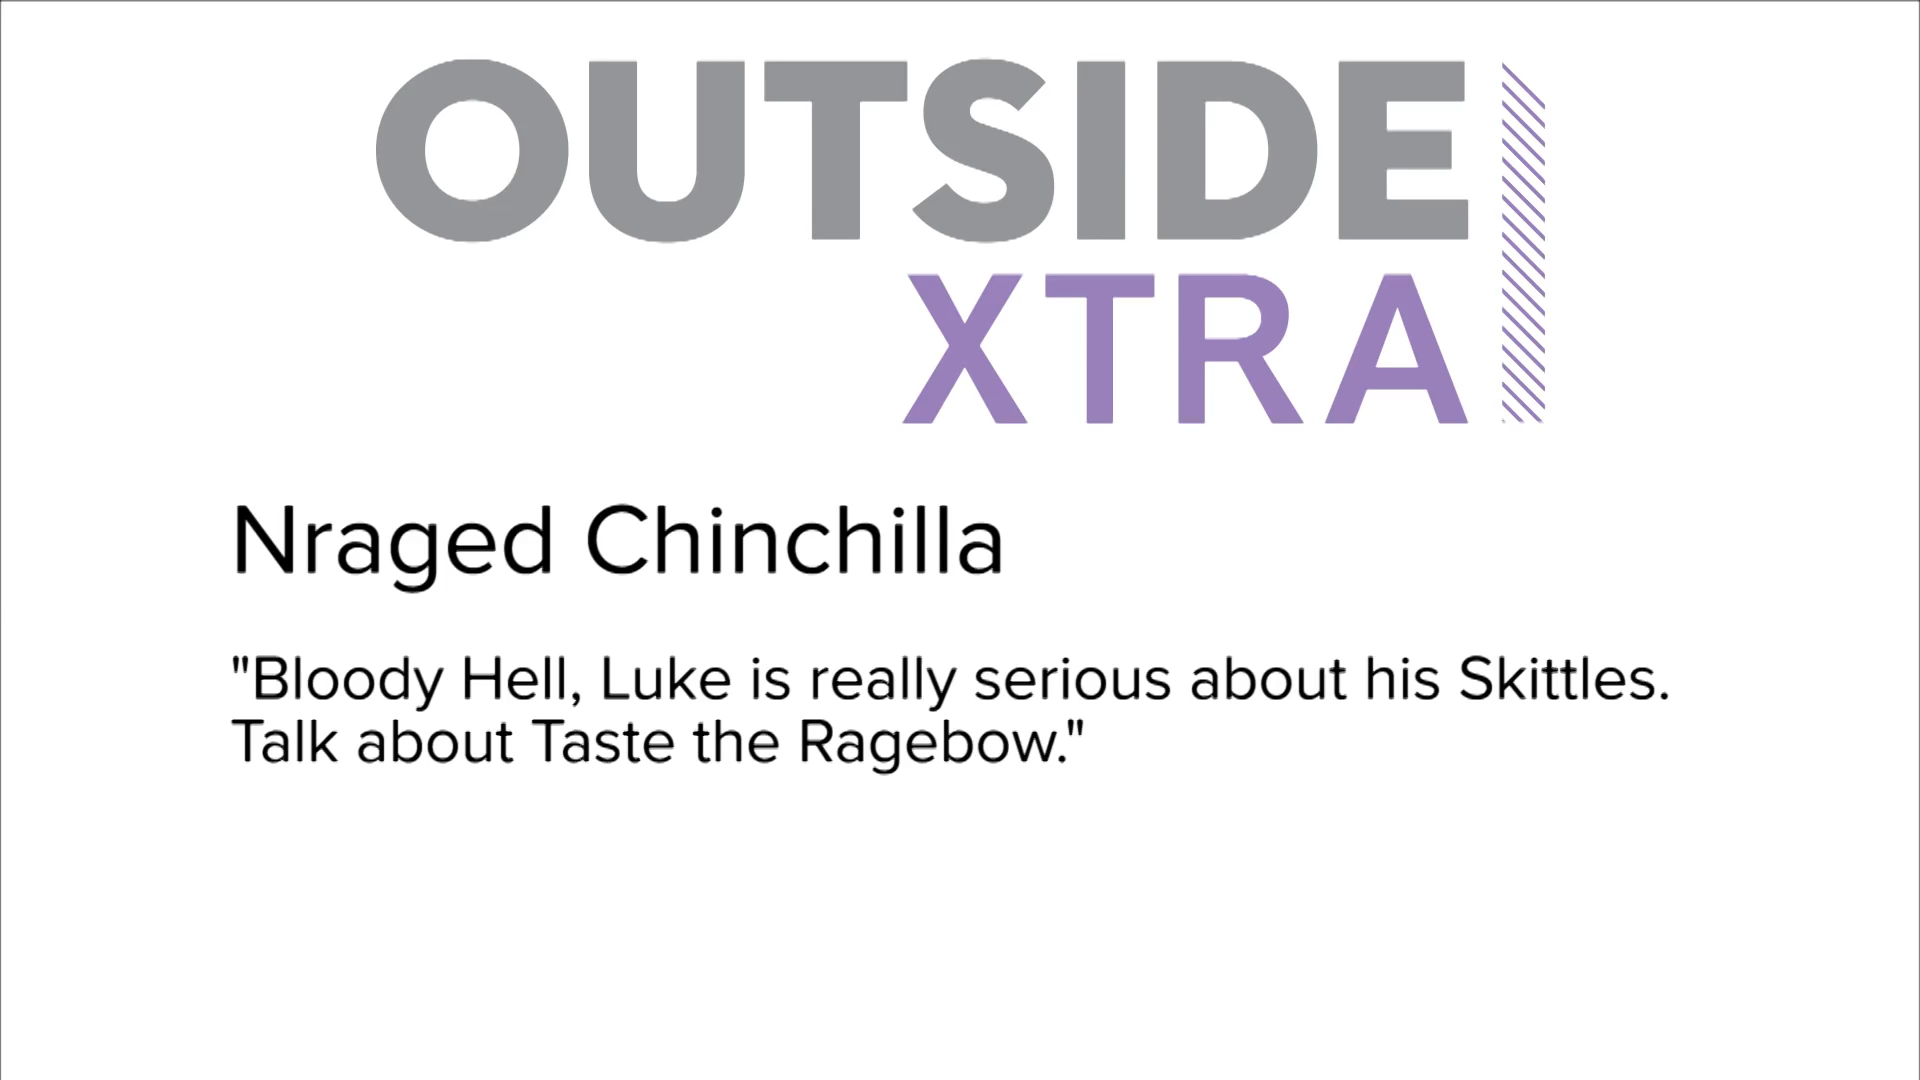 OUTSIDE
XTRA
Nraged Chinchilla
"Bloody Hell, Luke is really serious about his Skittles.
Talk about Taste the Ragebow."